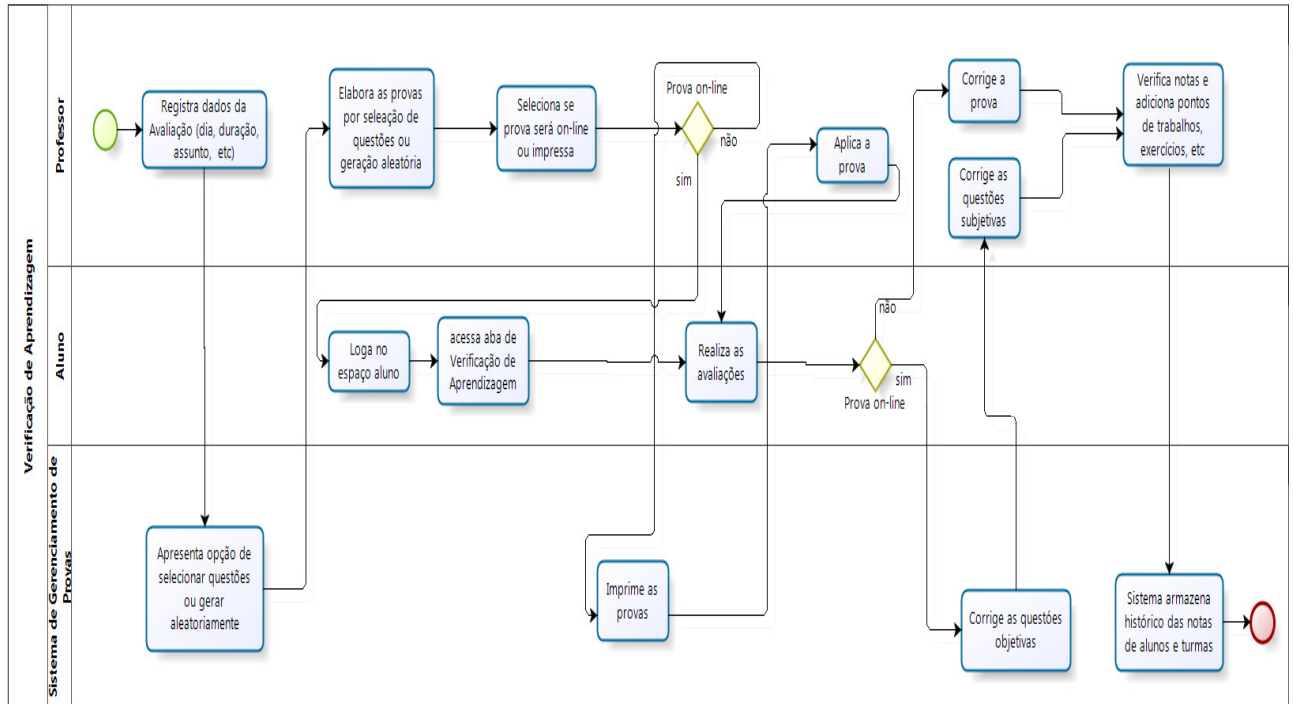 Verificação de Aprendizagem
Professor
Registra dados da
Avaliação (dia, duração,
assunto, etc)
Elabora as provas
por seleção de
questões ou
geração aleatória
Seleciona se
prova será on-line
ou impressa
Prova on-line
não
sim
Aplica a
prova
Corrige a
prova
Corrige as
questões
subjetivas
Verifica notas e
adiciona pontos
de trabalhos,
exercícios, etc
Aluno
Loga no
espaço aluno
acessa aba de
Verificação de
Aprendizagem
Realiza as
avaliações
não
sim
Prova on-line
Sistema de Gerenciamento de
Provas
Apresenta opção de
selecionar questões
ou gerar
aleatoriamente
Imprime as
provas
Corrige as questões
objetivas
Sistema armazena
histórico das notas
de alunos e turmas